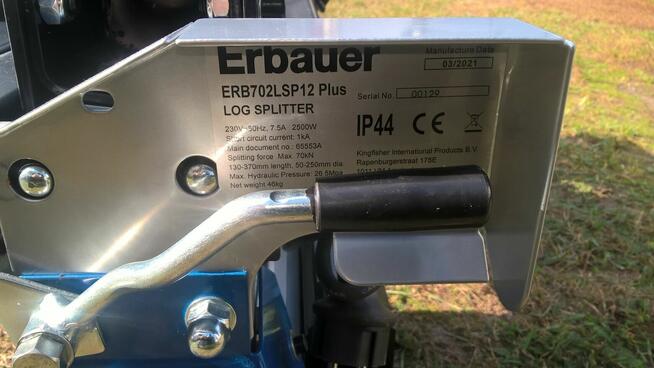 Erbauer
Manufacture Date
03/2021
ERB702LSP12 Plus
Serial No
00129
LOG SPLITTER
230V~50Hz, 7.5A 2500W
Short circuit current: 1kA
Main document no.: 65553A
Splitting force Max 70kN
130-370mm length, 50-250mm dia
Max. Hydraulic Pressure: 26.5Mpa
Net weight 46kg
IP44 CE
Kingfisher International Products B.V.
Rapenburgerstraat 175E